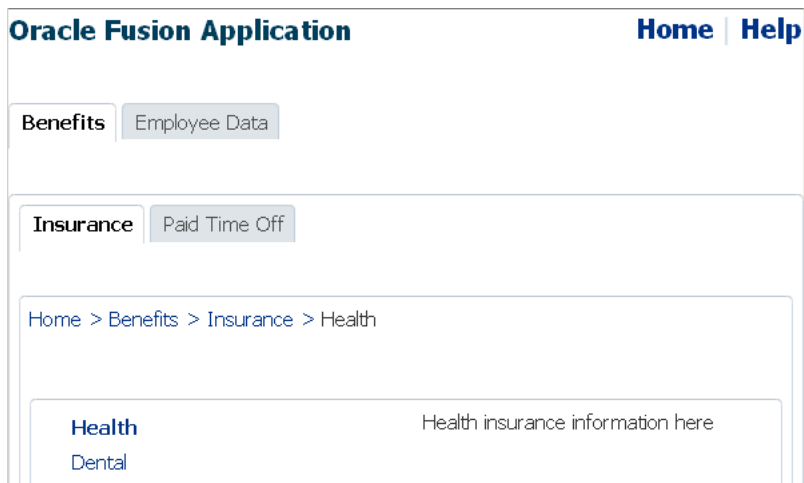 Oracle Fusion Application Home | Help
Benefits Employee Data
Insurance Paid Time Off
Home > Benefits > Insurance > Health
Health Health insurance information here
Dental